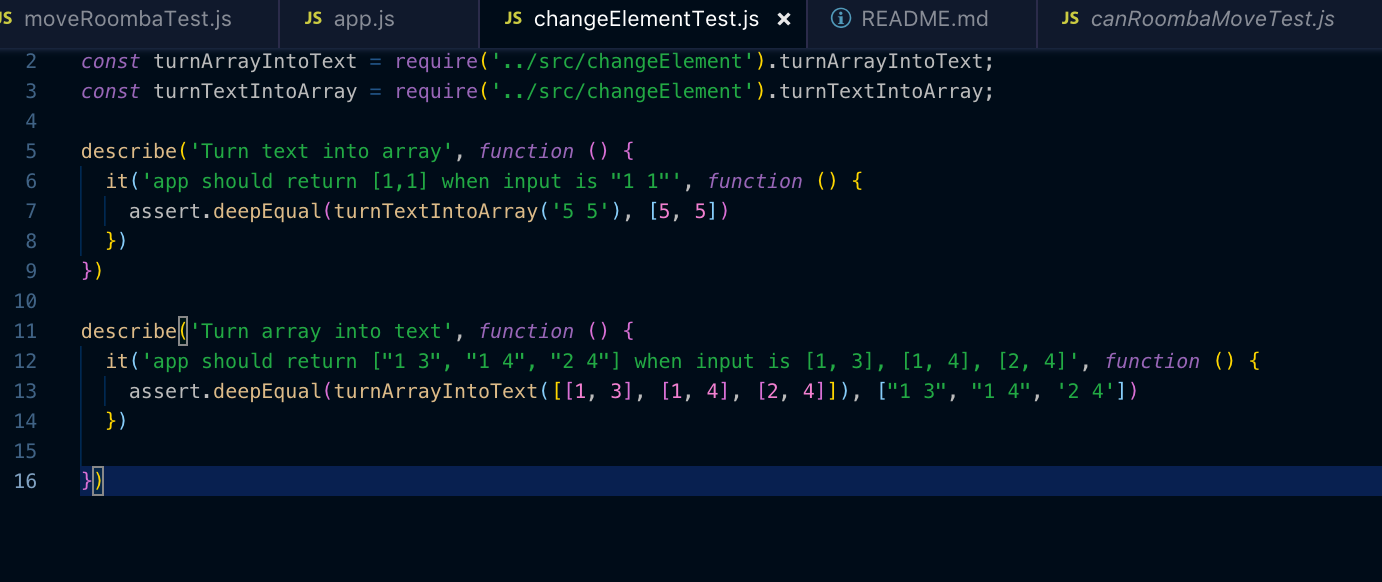 JS moveRoombaTest.js JS app.js JS changeElementTest.js × README.md JS canRoombaMoveTest.js
2 const turnArrayIntoText = require('../src/changeElement').turnArrayIntoText;
3 const turnTextIntoArray = require('../src/changeElement').turnTextIntoArray;
4
5 describe('Turn text into array', function () {
6 it('app should return [1,1] when input is "1 1"', function () {
7 assert.deepEqual(turnTextIntoArray('5 5'), [5, 5])
8 })
9 })
10
11 describe('Turn array into text', function () {
12 it('app should return ["1 3", "1 4", "2 4"] when input is [1, 3], [1, 4], [2, 4]', function () {
13 assert.deepEqual(turnArrayIntoText([[1, 3], [1, 4], [2, 4]]), ["1 3", "1 4", '2 4'])
14 })
15
16 })